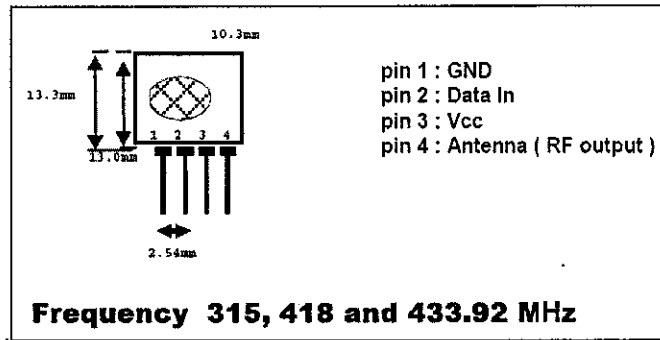 10.3mm
13.3mm
13.0mm
1 2 3 4
2.54mm
pin 1 : GND
pin 2 : Data In
pin 3 : Vcc
pin 4 : Antenna ( RF output )
Frequency 315, 418 and 433.92 MHz